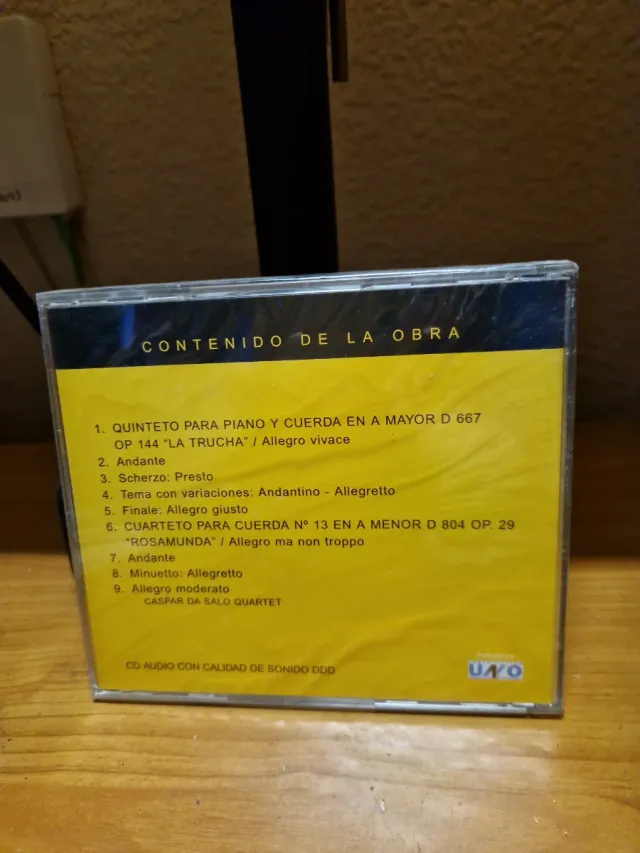 CONTENIDO DE LA OBRA
1. QUINTETO PARA PIANO Y CUERDA EN A MAYOR D 667
OP 144 "LA TRUCHA" / Allegro vivace
2. Andante
3. Scherzo: Presto
4. Tema con variaciones: Andantino - Allegretto
5. Finale: Allegro giusto
6. CUARTETO PARA CUERDA Nº 13 EN A MENOR D 804 OP. 29
"ROSAMUNDA" / Allegro ma non troppo
7. Andante
8. Minuetto: Allegretto
9. Allegro moderato
CASPAR DA SALO QUARTET
CD AUDIO CON CALIDAD DE SONIDO DDD